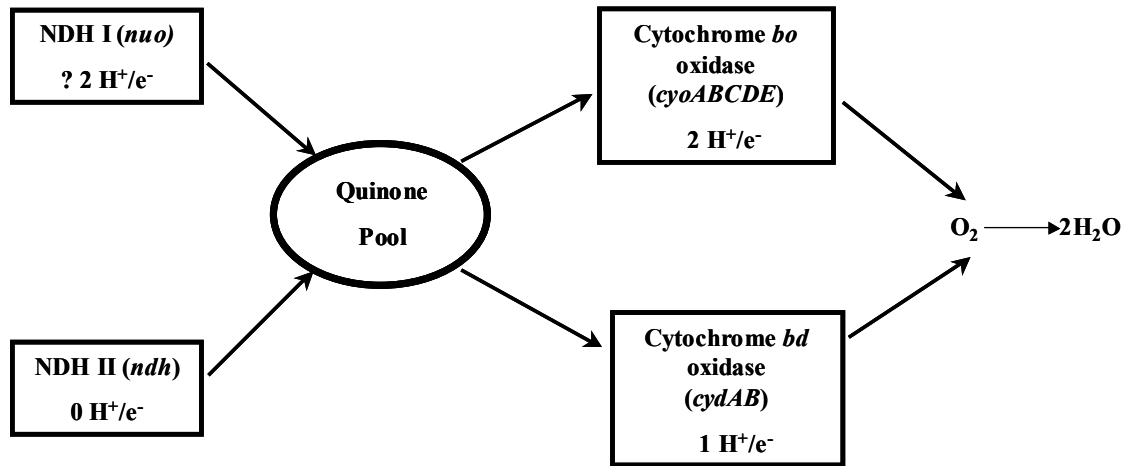 NDH I (nuo)
? 2 H⁺/e⁻
Cytochrome bo
oxidase
(cyoABCDE)
2 H⁺/e⁻
Quinone
Pool
O₂ → 2H₂O
NDH II (ndh)
0 H⁺/e⁻
Cytochrome bd
oxidase
(cydAB)
1 H⁺/e⁻